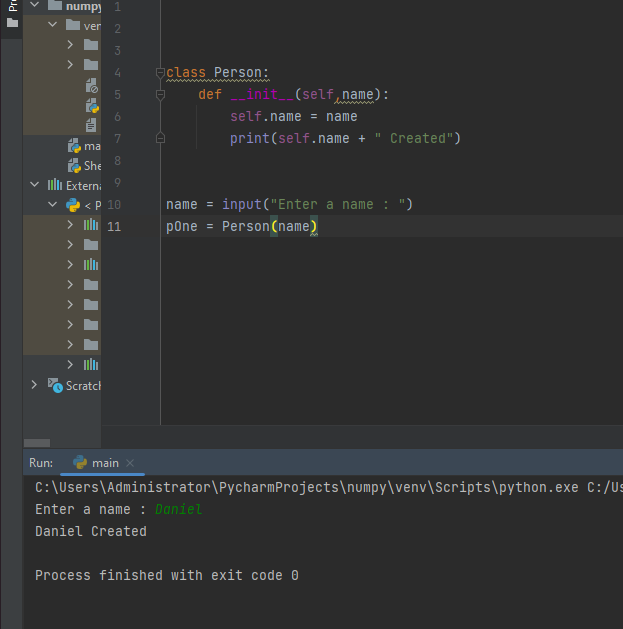 Pr
numpy
ven
ma
She
Externa
< P
Scratch
1
2
3
4 class Person:
5 def __init__(self,name):
6 self.name = name
7 print(self.name + " Created")
8
9
10 name = input("Enter a name : ")
11 pOne = Person(name)
Run: main
C:\Users\Administrator\PycharmProjects\numpy\venv\Scripts\python.exe C:/Us
Enter a name : Daniel
Daniel Created
Process finished with exit code 0